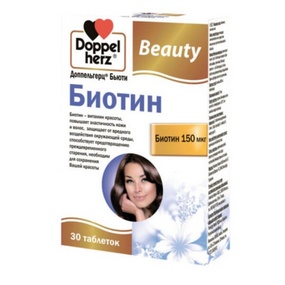 Doppel
herz®
Beauty
Доппельгерц® Бьюти
Биотин
Биотин – витамин красоты,
повышает эластичность кожи
и волос, защищает от вредного
воздействия окружающей среды,
способствует предотвращению
преждевременного
старения, необходим
для сохранения
Вашей красоты
Биотин 150 мкг
30 таблеток